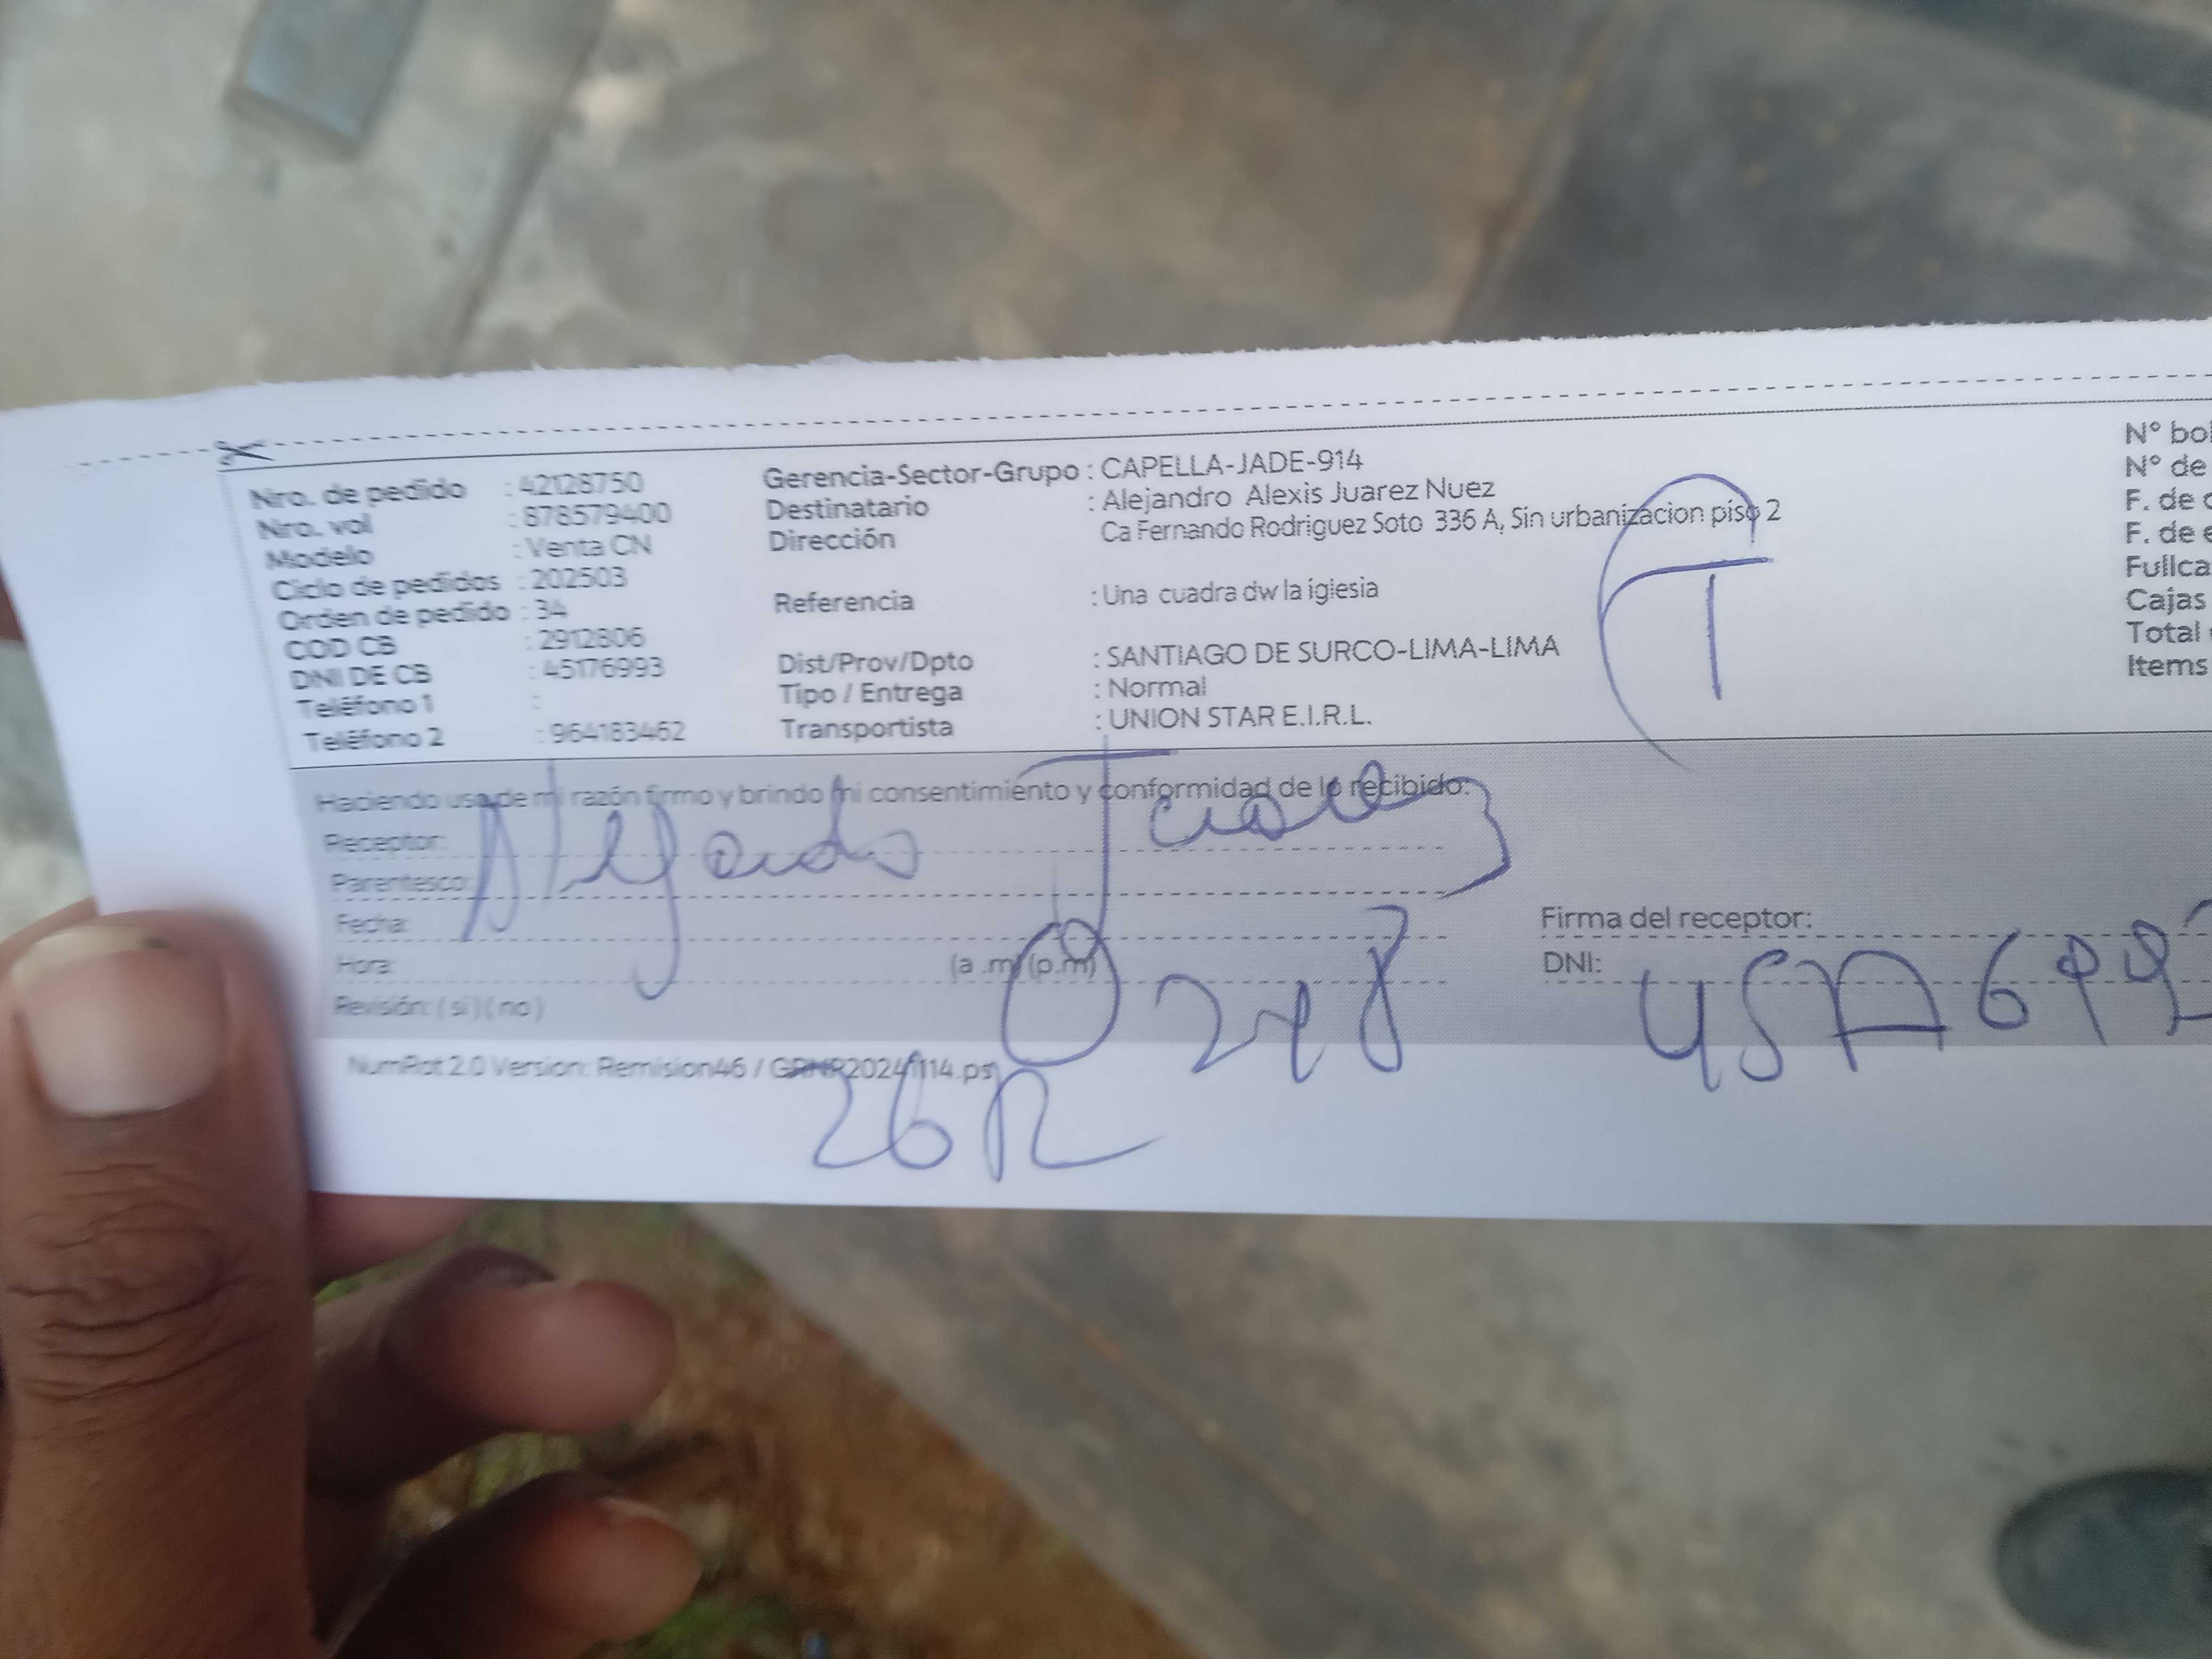 Nro. de pedido : 42128750
Nro. vol : 878579400
Modelo : Venta CN
Ciclo de pedidos : 202503
Orden de pedido : 34
COD CB : 2912806
DNI DE CB : 45176993
Teléfono 1 :
Teléfono 2 : 964183462
Gerencia-Sector-Grupo : CAPELLA-JADE-914
Destinatario : Alejandro Alexis Juarez Nuez
Dirección Ca Fernando Rodriguez Soto 336 A, Sin urbanizacion piso 2
Referencia : Una cuadra dw la iglesia
Dist/Prov/Dpto : SANTIAGO DE SURCO-LIMA-LIMA
Tipo / Entrega : Normal
Transportista : UNION STAR E.I.R.L.
T
N° bol
N° de
F. de
F. de
Fullca
Cajas
Total
Items
Haciendo uso de mi razón firmo y brindo mi consentimiento y conformidad de lo recibido:
Receptor: Alejandro Juarez
Parentesco:
Fecha:
Hora: (a .m) (p.m)
Revisión: ( si ) ( no )
Firma del receptor:
DNI:
NumRot 2.0 Version: Remision46 / GRNR20241114.ps